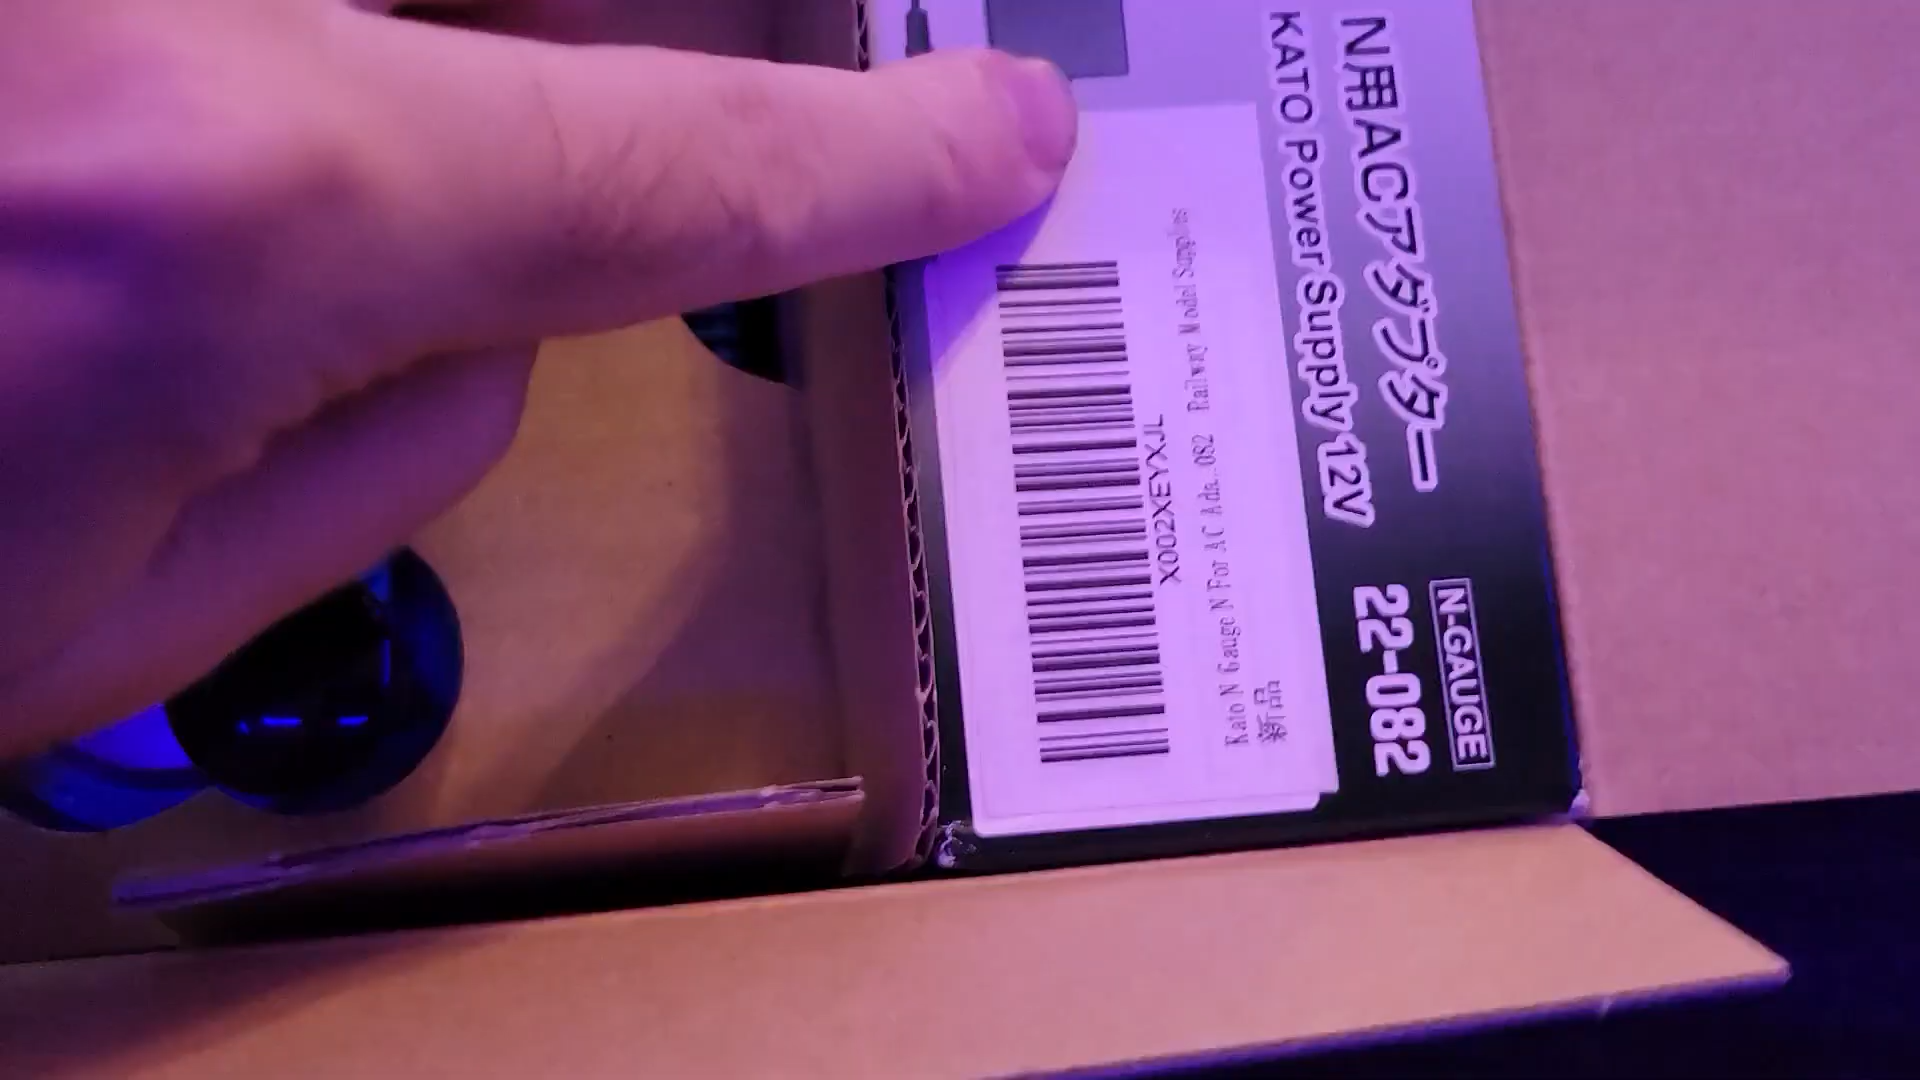 N用ACアダプター
KATO Power Supply 12V
N-GAUGE
22-082
X002XEYXJL
Kato N Gauge N For AC Ada..082 Railway Model Supplies
新品